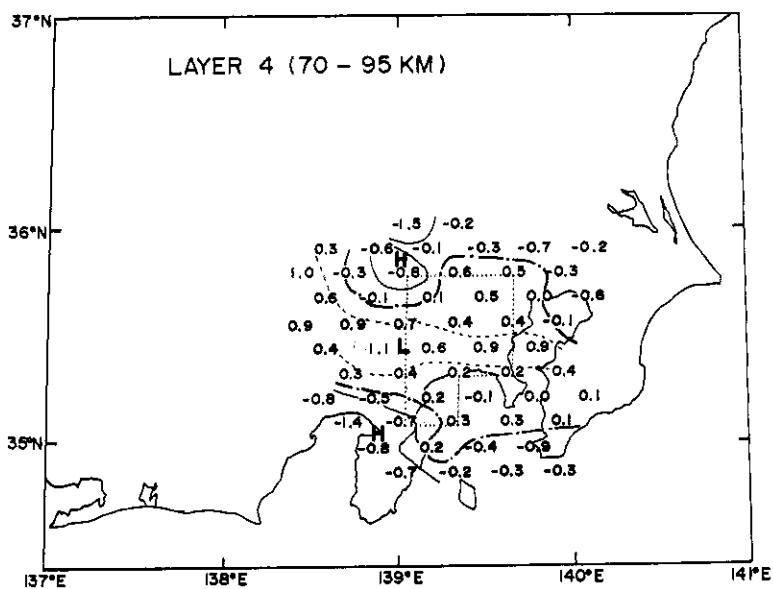 37°N
LAYER 4 (70 – 95 KM)
-1.5 -0.2
36°N
0.3 -0.6 -0.1 -0.3 -0.7 -0.2
H
1.0 -0.3 -0.8 0.6 0.5 -0.3
0.6 -0.1 0.1 0.5 0.0 -0.6
0.9 0.9 0.7 0.4 0.4 -0.1
0.4 1.1 L 0.6 0.9 0.9
0.3 0.4 0.2 0.2 0.4
-0.8 -0.5 0.2 -0.1 0.0 0.1
-1.4 -0.7 0.3 0.3 0.1
H
35°N
-0.8 0.2 -0.4 -0.9
-0.7 -0.2 -0.3 -0.3
137°E 138°E 139°E 140°E 141°E